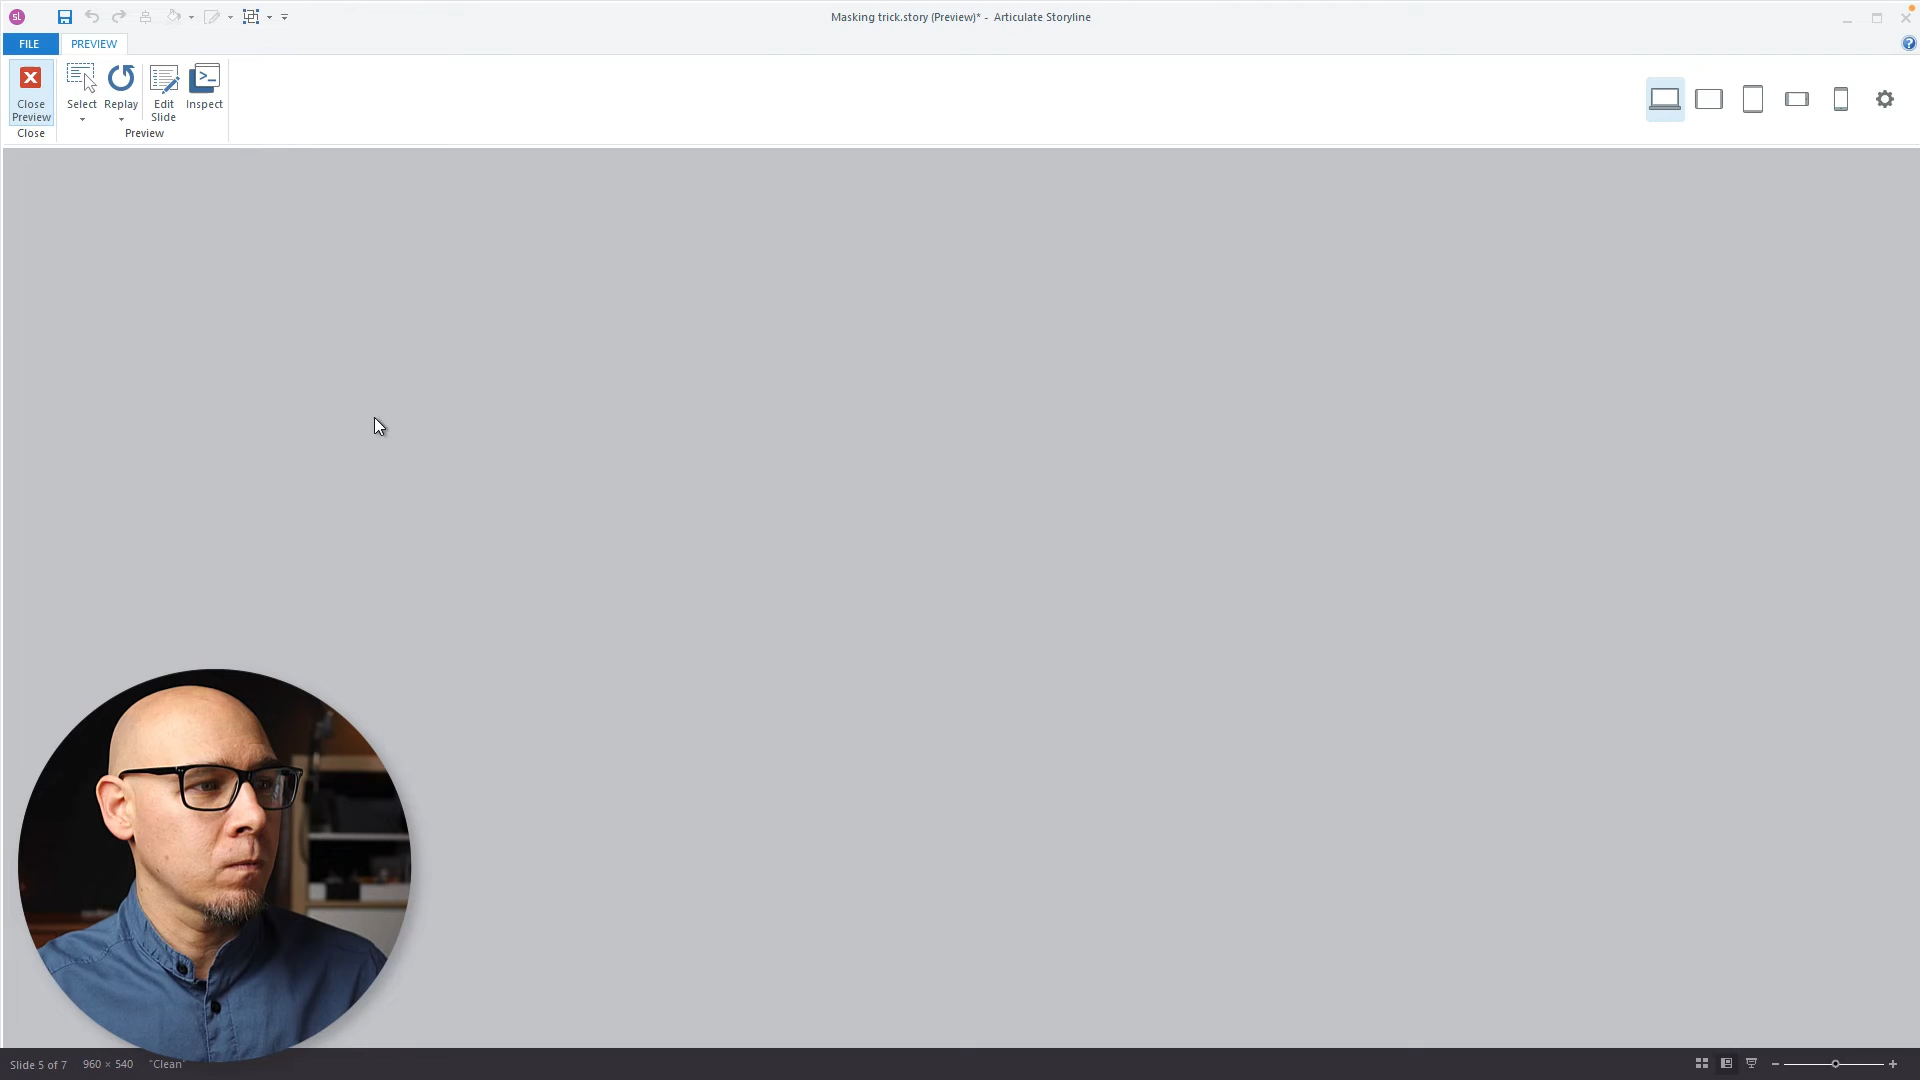 sl
Masking trick.story (Preview)* - Articulate Storyline
FILE
PREVIEW
?
Close Preview
Select
Replay
Edit Slide
Inspect
Close
Preview
Slide 5 of 7
960 × 540
"Clean"